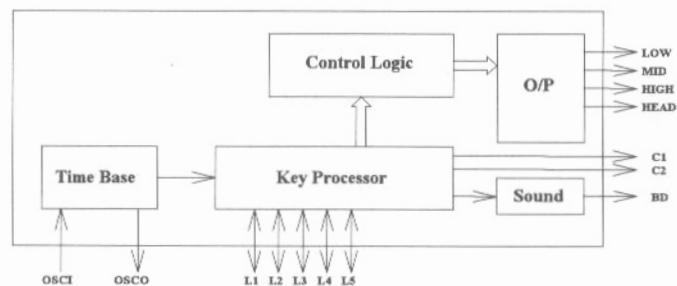 Control Logic
O/P
LOW
MID
HIGH
HEAD
Time Base
Key Processor
Sound
C1
C2
BD
OSCI
OSCO
L1
L2
L3
L4
L5